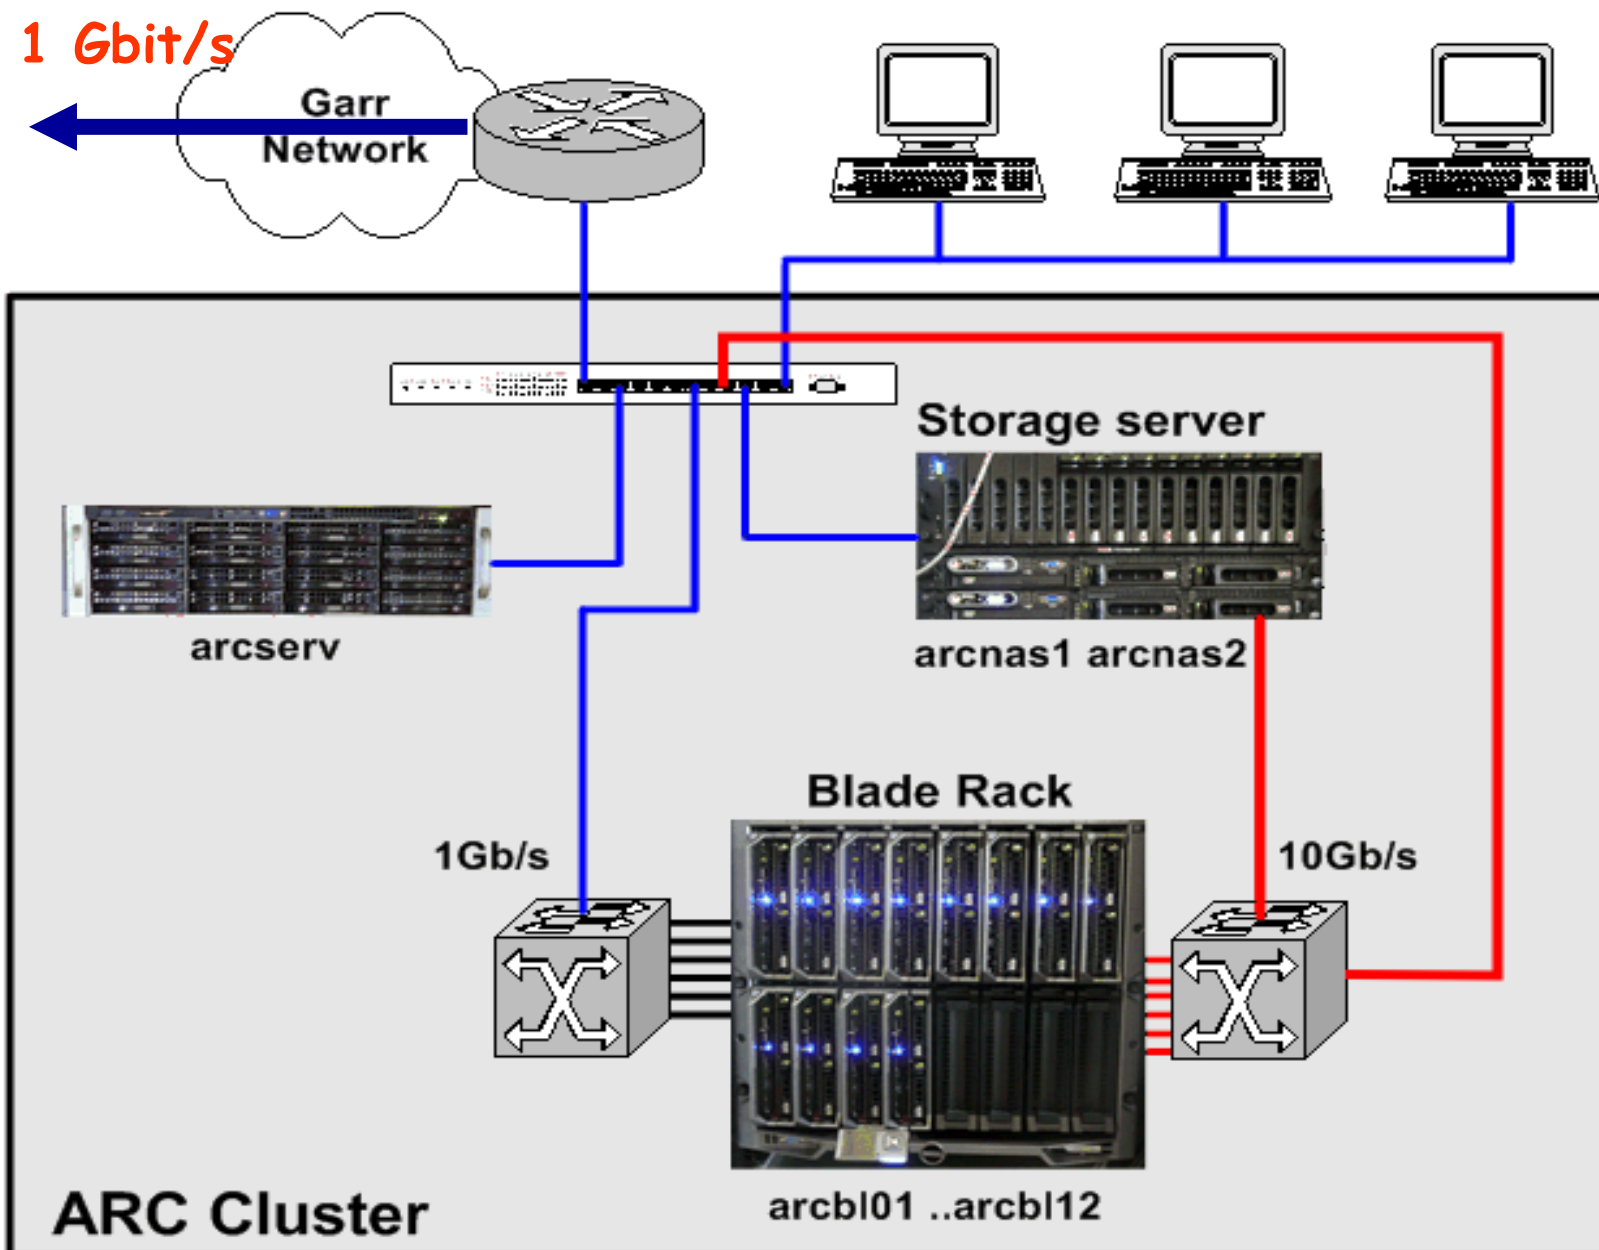 1 Gbit/s
Garr
Network
Storage server
arcserv
arcnas1 arcnas2
Blade Rack
1Gb/s
10Gb/s
arcbl01 ..arcbl12
ARC Cluster